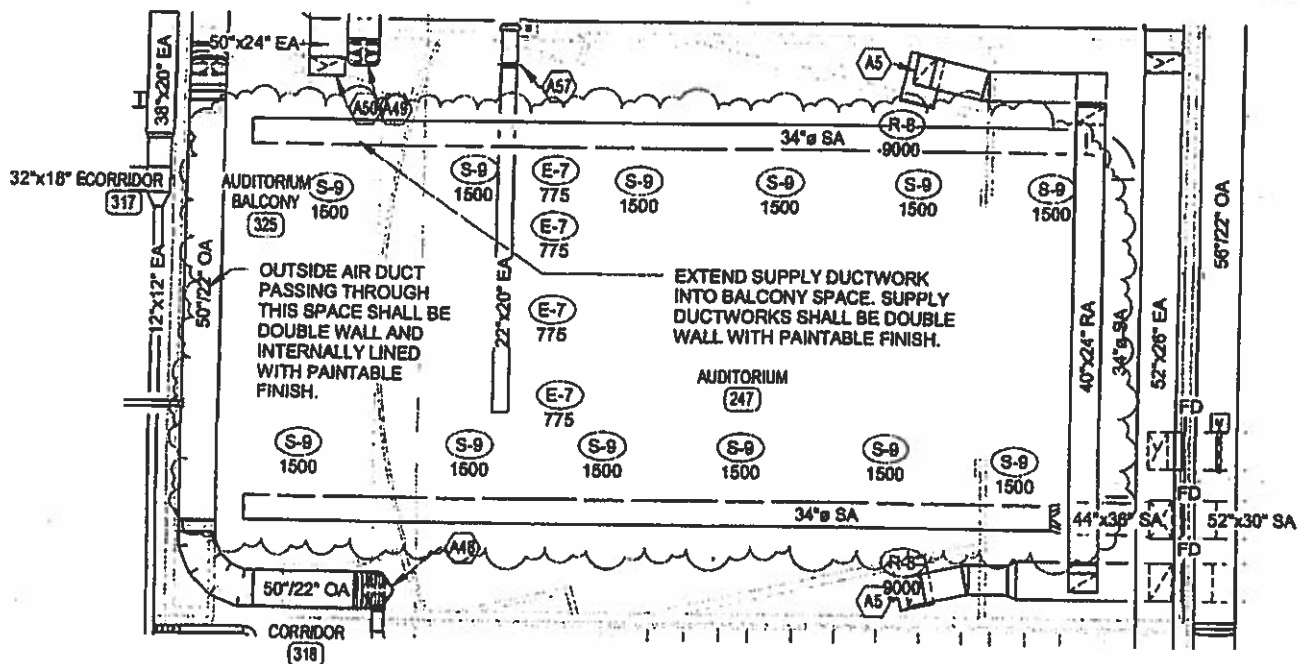 50"x24" EA
38"x20" EA
A50
A49
A57
A5
R-8
9000
34"ø SA
32"x18" ECORRIDOR
317
AUDITORIUM
BALCONY
325
S-9
1500
S-9
1500
E-7
775
S-9
1500
S-9
1500
S-9
1500
S-9
1500
E-7
775
OUTSIDE AIR DUCT
PASSING THROUGH
THIS SPACE SHALL BE
DOUBLE WALL AND
INTERNALLY LINED
WITH PAINTABLE
FINISH.
12"x12" EA
50"/22" OA
22"x20" EA
E-7
775
EXTEND SUPPLY DUCTWORK
INTO BALCONY SPACE. SUPPLY
DUCTWORKS SHALL BE DOUBLE
WALL WITH PAINTABLE FINISH.
40"x24" RA
34"ø SA
52"x26" EA
56"/22" OA
AUDITORIUM
247
E-7
775
FD
S-9
1500
S-9
1500
S-9
1500
S-9
1500
S-9
1500
S-9
1500
FD
34"ø SA
44"x36" SA
52"x30" SA
FD
A48
R-8
9000
A5
50"/22" OA
CORRIDOR
318